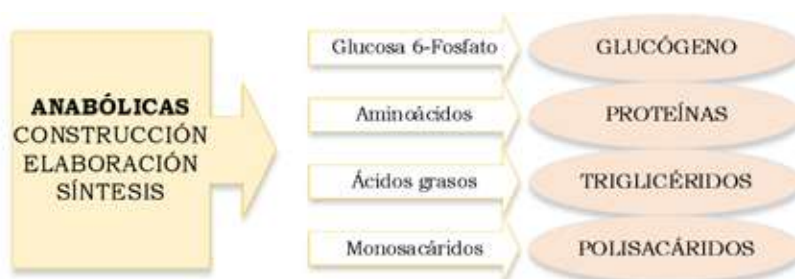 ANABÓLICAS
CONSTRUCCIÓN
ELABORACIÓN
SÍNTESIS
Glucosa 6-Fosfato
GLUCÓGENO
Aminoácidos
PROTEÍNAS
Ácidos grasos
TRIGLICÉRIDOS
Monosacáridos
POLISACÁRIDOS